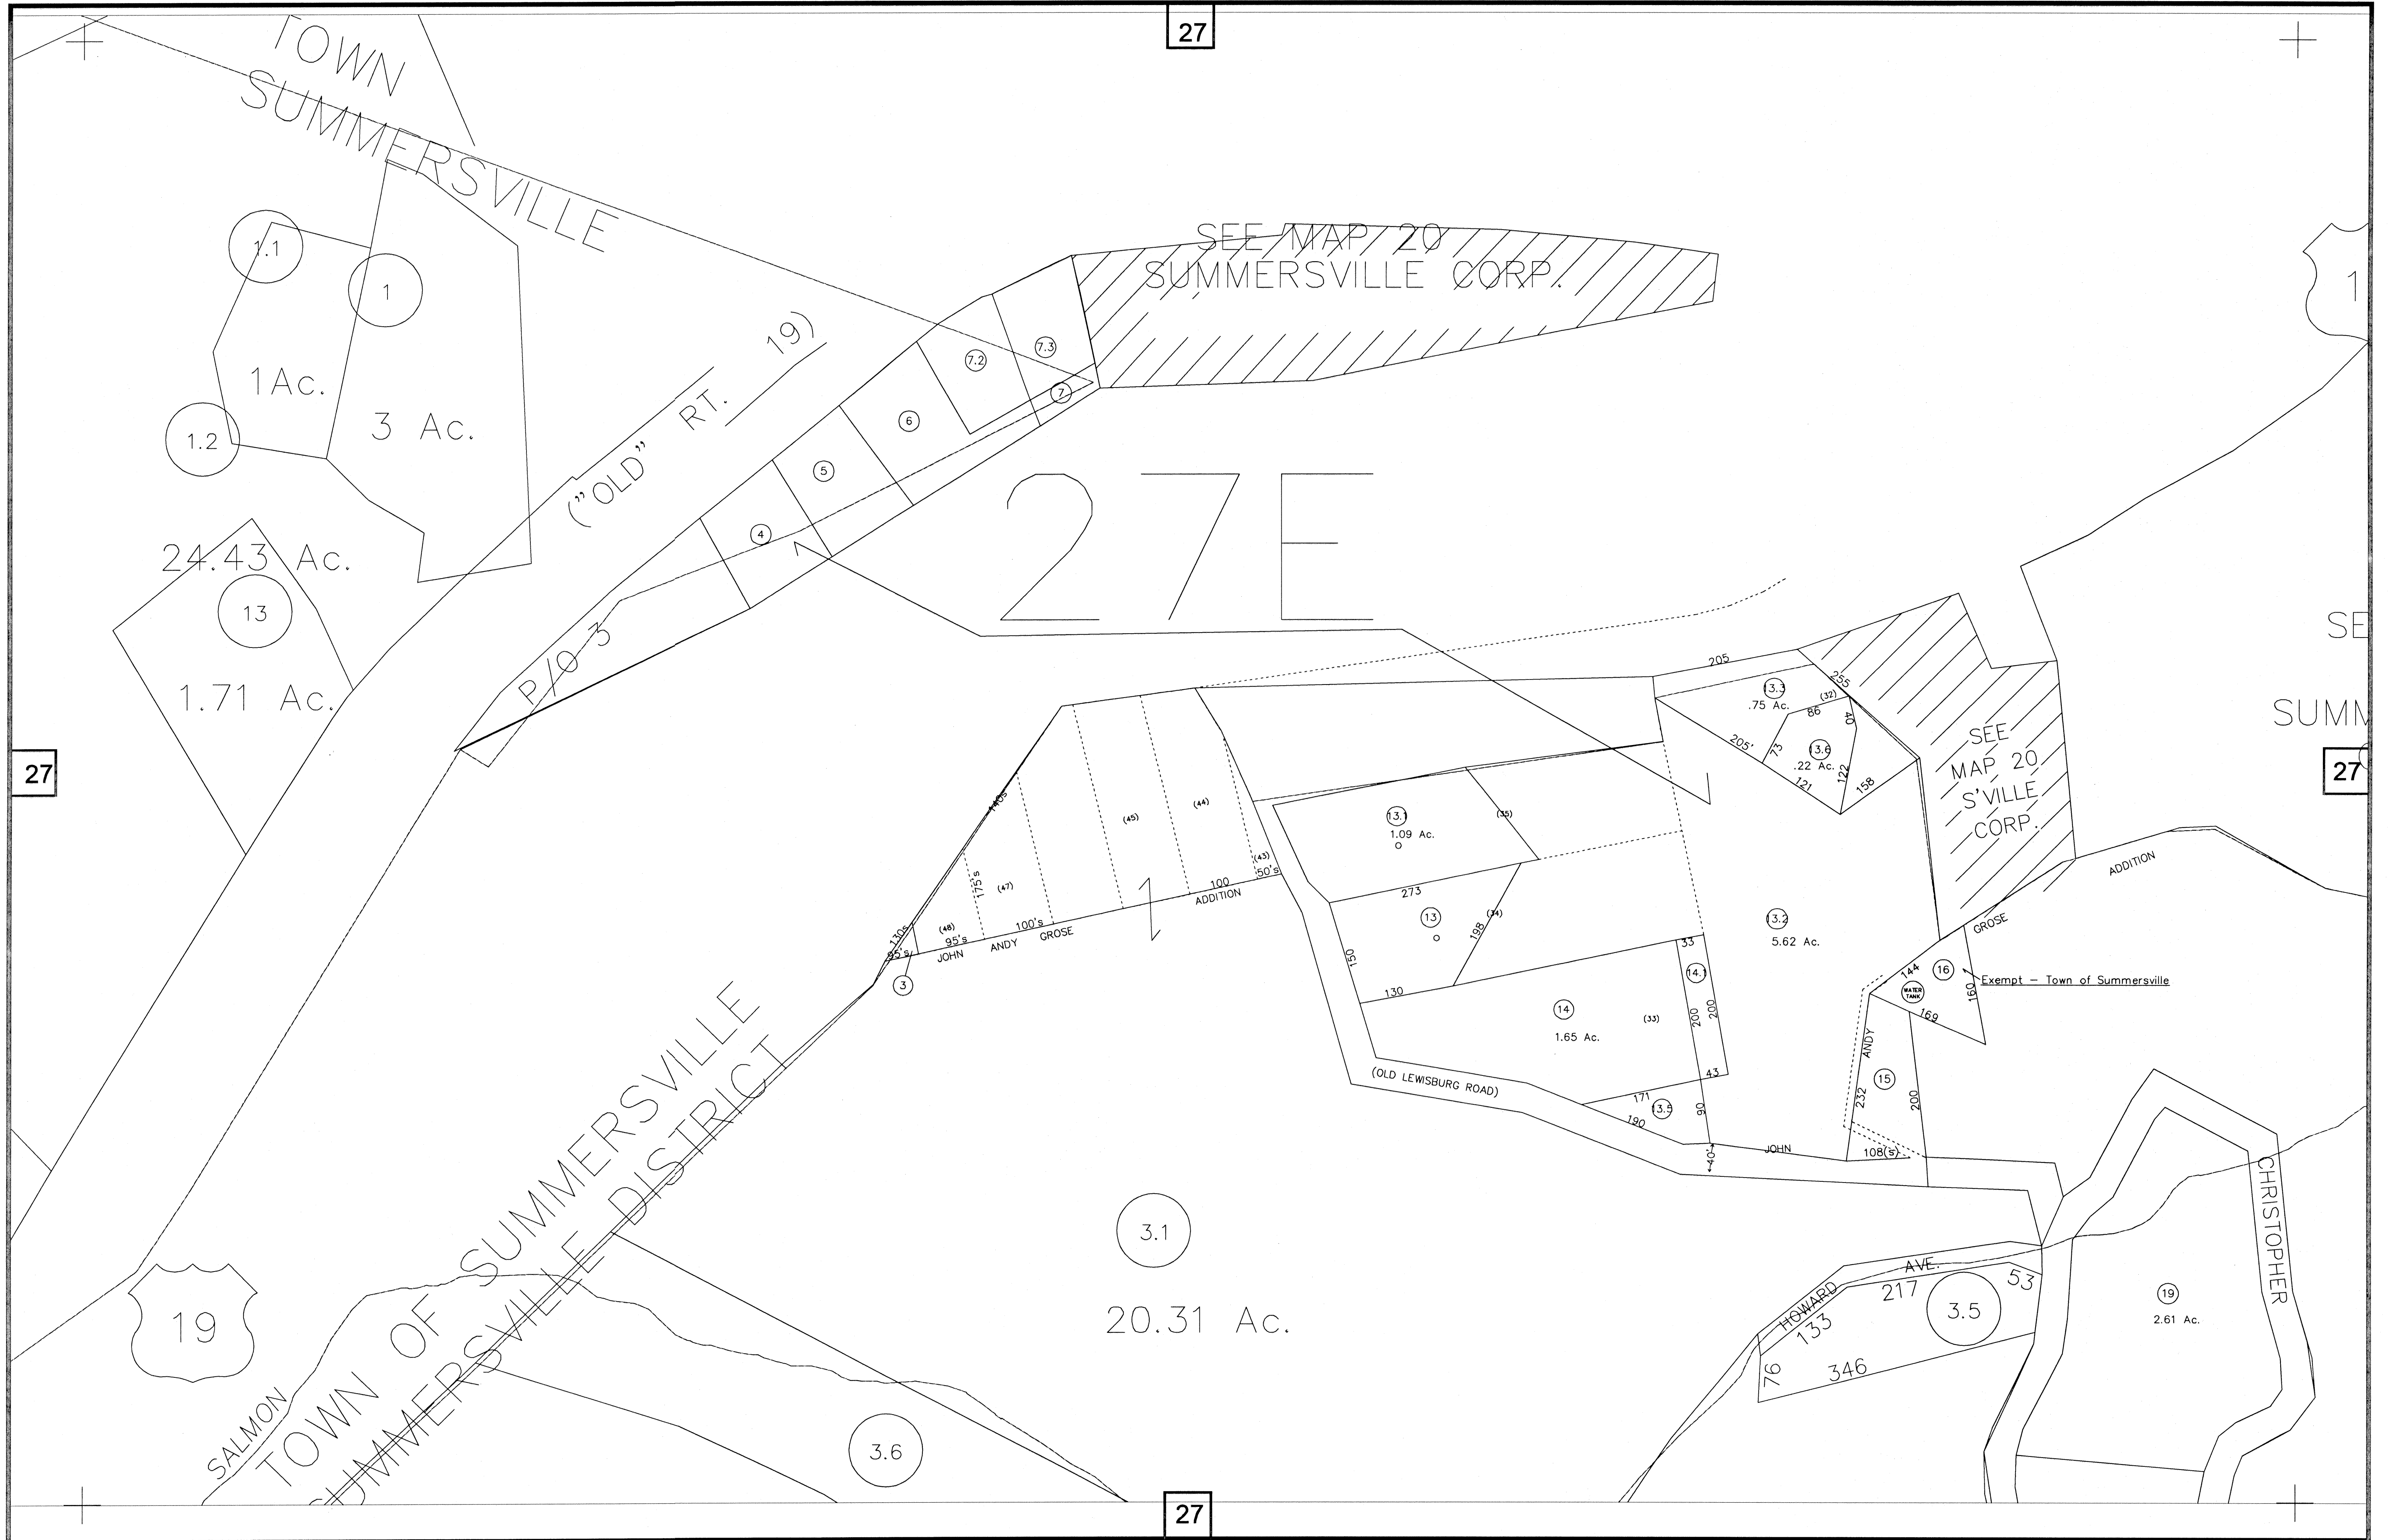 27
TOWN
SUMMERSVILLE
1.1
1
1Ac.
3 Ac.
1.2
24.43 Ac.
13
1.71 Ac.
("OLD" RT. 19)
SEE MAP 20
SUMMERSVILLE CORP.
1
7.3
7.2
7
6
5
4
P/O 3
27E
27
27
SE
SUMM
205
255
13.3
.75 Ac.
(32)
86
40
205'
73
13.6
.22 Ac.
122
121
158
SEE
MAP 20
S'VILLE
CORP.
140s
(45)
(44)
(43)
50's
100
ADDITION
175's
(47)
(48)
95's
100's
130s
95's
JOHN ANDY GROSE
3
13.1
1.09 Ac.
(35)
273
13
(34)
198
150
130
13.2
5.62 Ac.
33
14.1
14
1.65 Ac.
(33)
200
200
43
(OLD LEWISBURG ROAD)
171
13.5
190
90
40
JOHN
ADDITION
GROSE
144
16
Exempt – Town of Summersville
WATER
TANK
160
169
ANDY
15
232
200
108(s)
TOWN OF SUMMERSVILLE
SUMMERSVILLE DISTRICT
19
SALMON
3.1
20.31 Ac.
3.6
HOWARD AVE.
217
53
133
3.5
76
346
CHRISTOPHER
19
2.61 Ac.
27